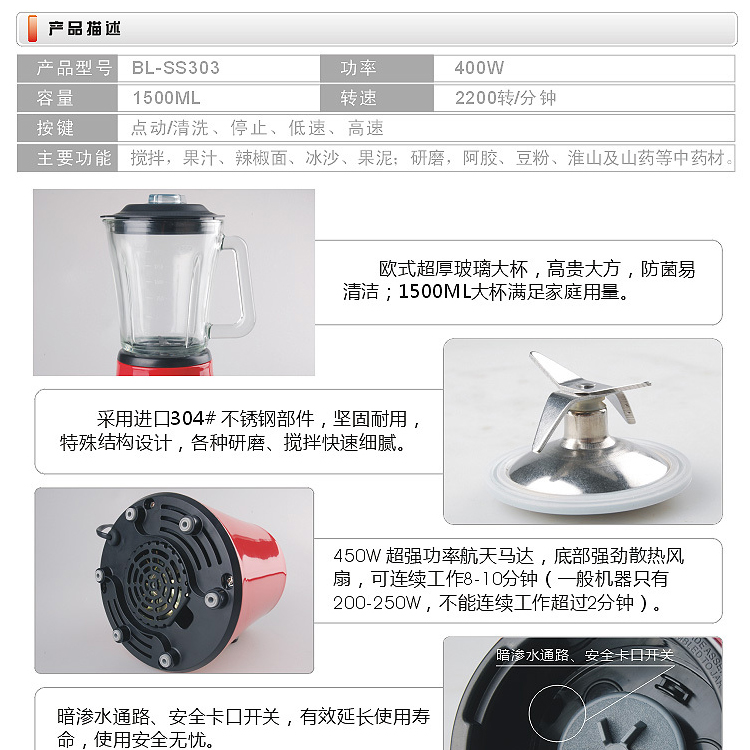 产品描述
产品型号 BL-SS303 功率 400W
容量 1500ML 转速 2200转/分钟
按键 点动/清洗、停止、低速、高速
主要功能 搅拌，果汁、辣椒面、冰沙、果泥；研磨，阿胶、豆粉、淮山及山药等中药材。
欧式超厚玻璃大杯，高贵大方，防菌易
清洁；1500ML大杯满足家庭用量。
采用进口304# 不锈钢部件，坚固耐用，
特殊结构设计，各种研磨、搅拌快速细腻。
450W 超强功率航天马达，底部强劲散热风
扇，可连续工作8-10分钟（一般机器只有
200-250W，不能连续工作超过2分钟）。
暗渗水通路、安全卡口开关
暗渗水通路、安全卡口开关，有效延长使用寿
命，使用安全无忧。